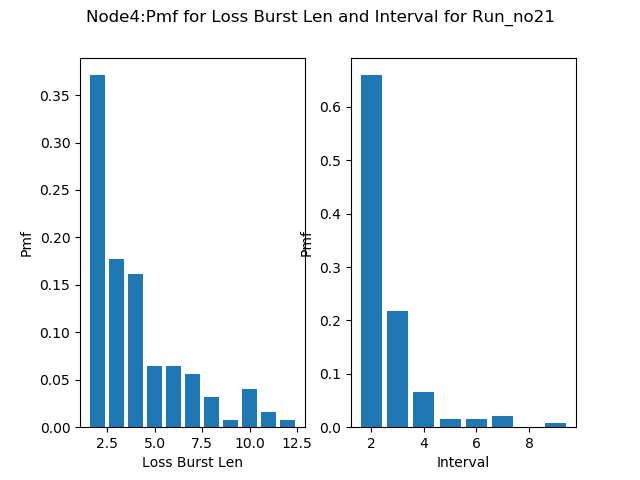 Node4:Pmf for Loss Burst Len and Interval for Run_no21
Pmf
0.35
0.30
0.25
0.20
0.15
0.10
0.05
0.00
2.5 5.0 7.5 10.0 12.5
Loss Burst Len
Pmf
0.6
0.5
0.4
0.3
0.2
0.1
0.0
2 4 6 8
Interval